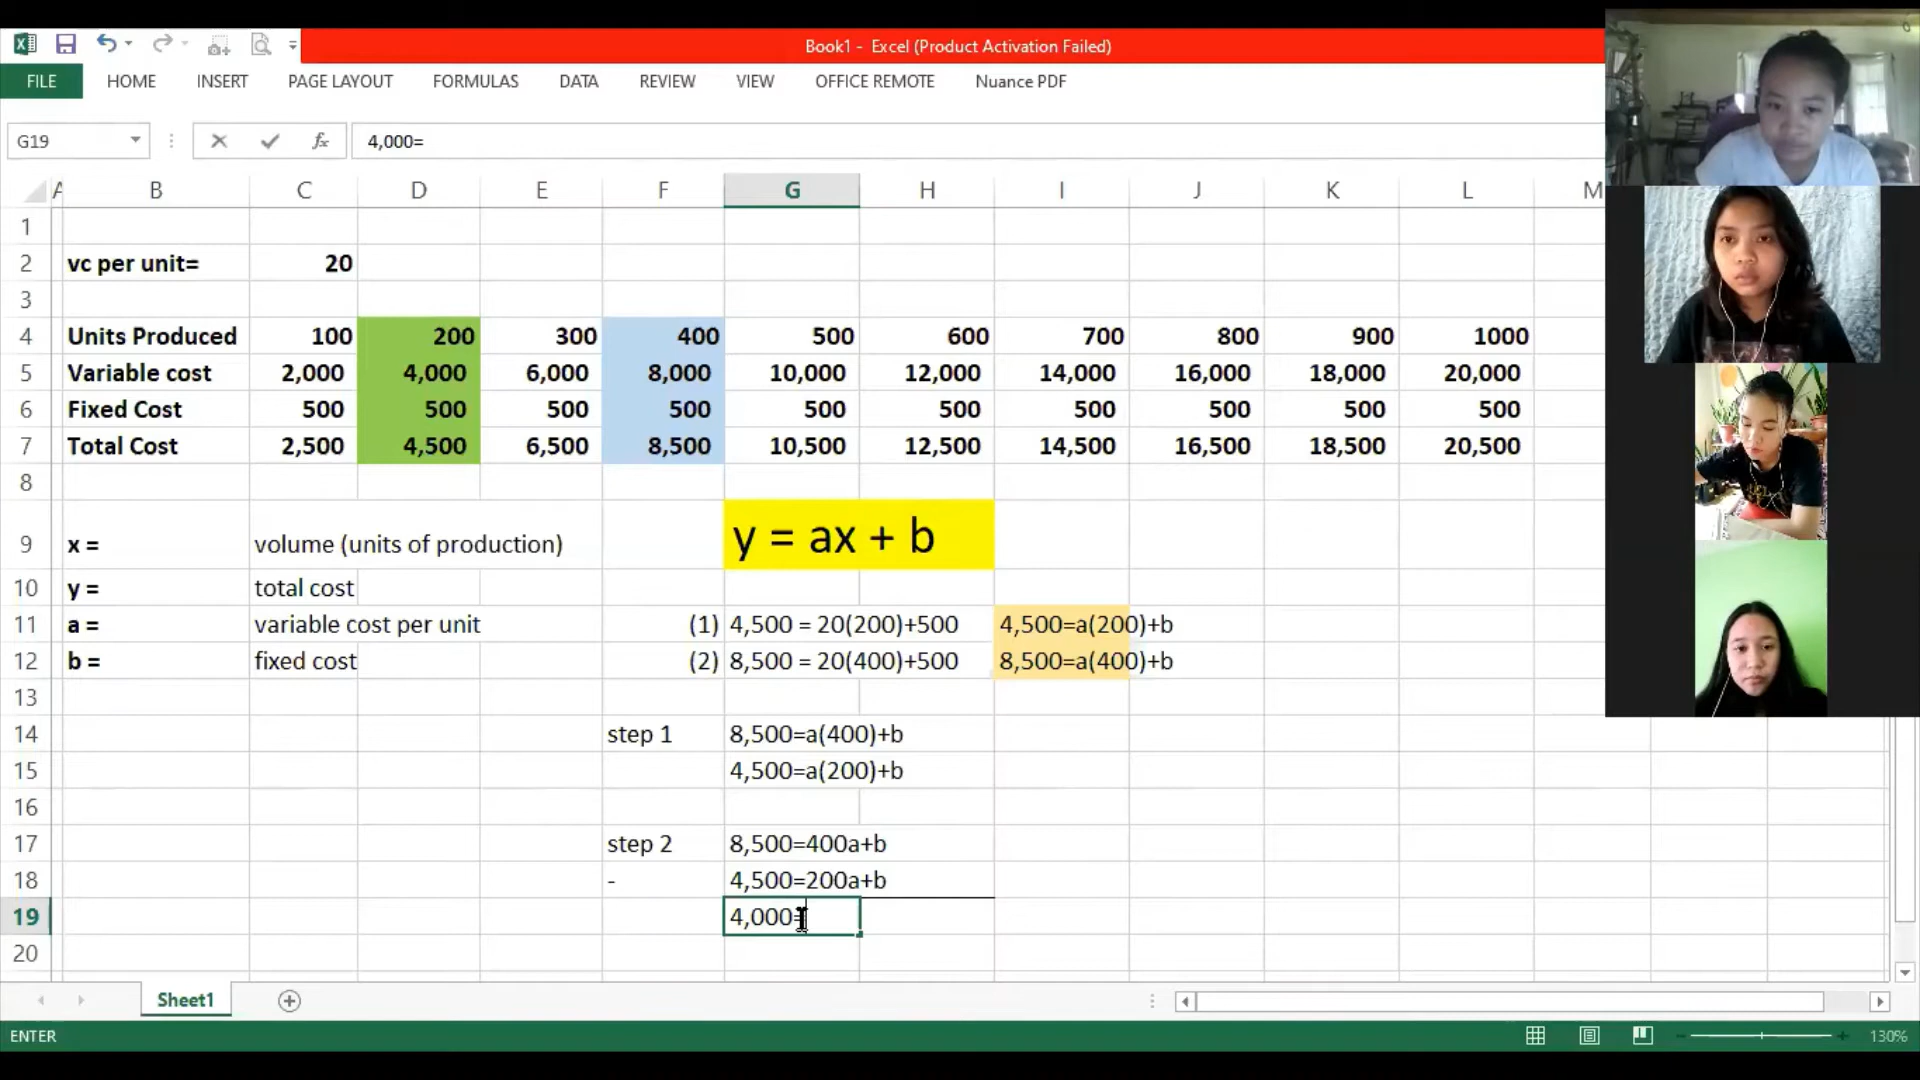 Book1 - Excel (Product Activation Failed)
FILE HOME INSERT PAGE LAYOUT FORMULAS DATA REVIEW VIEW OFFICE REMOTE Nuance PDF
G19 fx 4,000=
A B C D E F G H I J K L M
1
2 vc per unit= 20
3
4 Units Produced 100 200 300 400 500 600 700 800 900 1000
5 Variable cost 2,000 4,000 6,000 8,000 10,000 12,000 14,000 16,000 18,000 20,000
6 Fixed Cost 500 500 500 500 500 500 500 500 500 500
7 Total Cost 2,500 4,500 6,500 8,500 10,500 12,500 14,500 16,500 18,500 20,500
8
9 x = volume (units of production) y = ax + b
10 y = total cost
11 a = variable cost per unit (1) 4,500 = 20(200)+500 4,500=a(200)+b
12 b = fixed cost (2) 8,500 = 20(400)+500 8,500=a(400)+b
13
14 step 1 8,500=a(400)+b
15 4,500=a(200)+b
16
17 step 2 8,500=400a+b
18 - 4,500=200a+b
19 4,000=
20
Sheet1
ENTER 130%